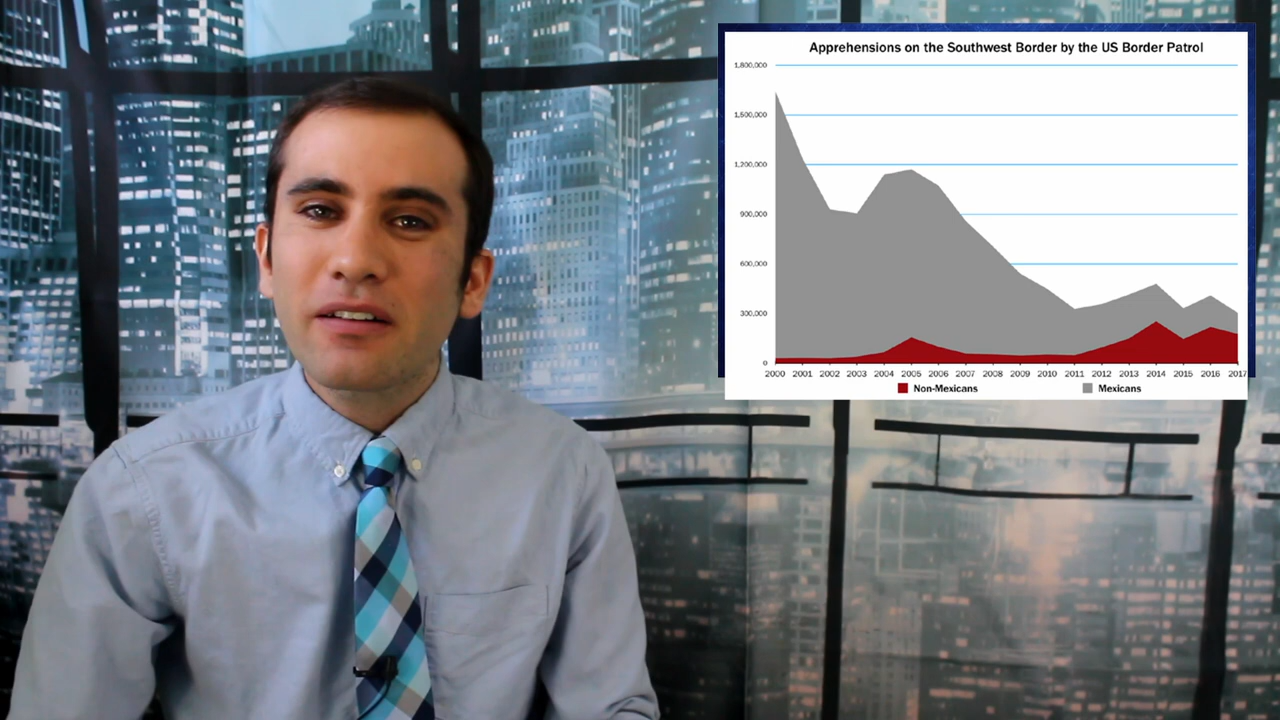 Apprehensions on the Southwest Border by the US Border Patrol
1,800,000
1,500,000
1,200,000
900,000
600,000
300,000
0
2000 2001 2002 2003 2004 2005 2006 2007 2008 2009 2010 2011 2012 2013 2014 2015 2016 2017
Non-Mexicans Mexicans